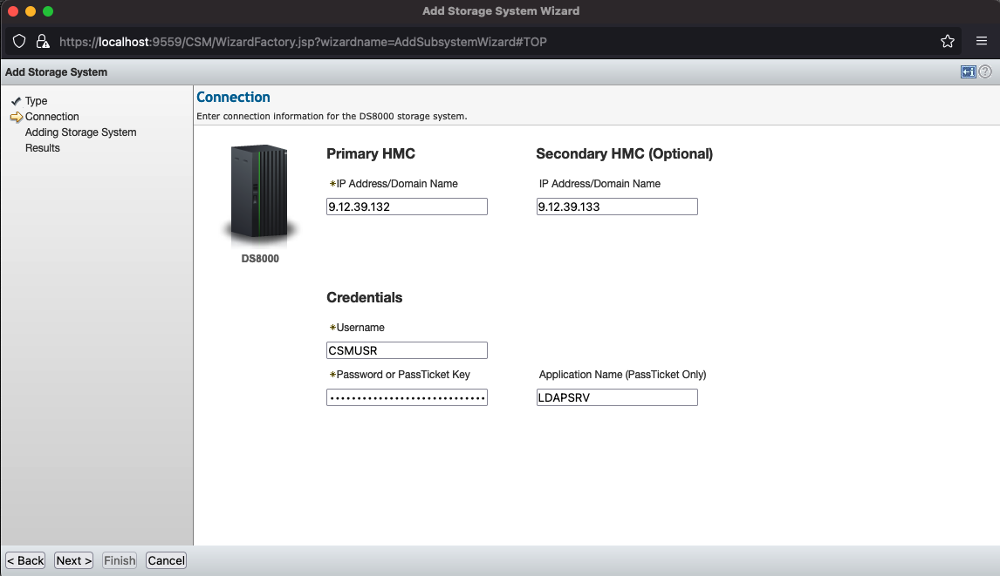 Add Storage System Wizard
https://localhost:9559/CSM/WizardFactory.jsp?wizardname=AddSubsystemWizard#TOP
Add Storage System
Type
Connection
Adding Storage System
Results
Connection
Enter connection information for the DS8000 storage system.
Primary HMC
Secondary HMC (Optional)
*IP Address/Domain Name
IP Address/Domain Name
9.12.39.132
9.12.39.133
DS8000
Credentials
*Username
CSMUSR
*Password or PassTicket Key
Application Name (PassTicket Only)
•••••••••••••••••••••••••••••
LDAPSRV
< Back
Next >
Finish
Cancel